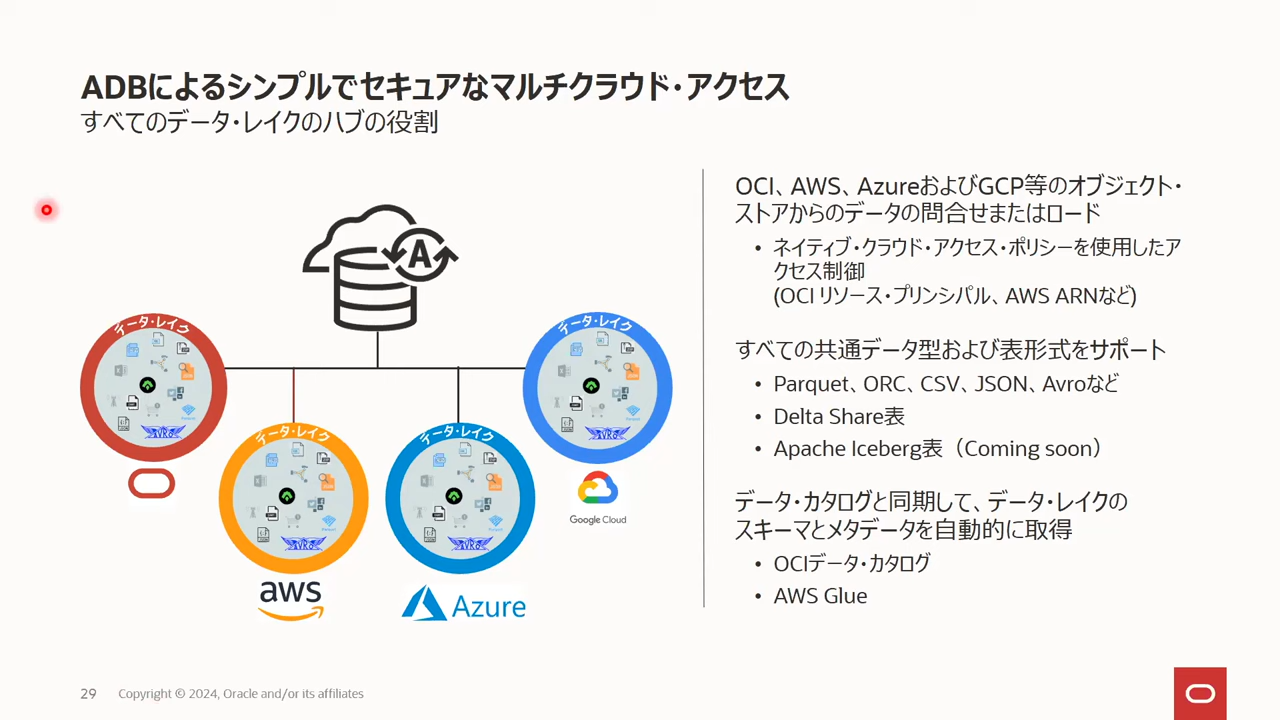 ADBによるシンプルでセキュアなマルチクラウド・アクセス
すべてのデータ・レイクのハブの役割
A
データ・レイク
データ・レイク
データ・レイク
データ・レイク
AVRO
AVRO
AVRO
AVRO
aws
Azure
Google Cloud
OCI、AWS、AzureおよびGCP等のオブジェクト・
ストアからのデータの問合せまたはロード
• ネイティブ・クラウド・アクセス・ポリシーを使用したア
クセス制御
(OCI リソース・プリンシパル、AWS ARNなど)
すべての共通データ型および表形式をサポート
• Parquet、ORC、CSV、JSON、Avroなど
• Delta Share表
• Apache Iceberg表（Coming soon）
データ・カタログと同期して、データ・レイクの
スキーマとメタデータを自動的に取得
• OCIデータ・カタログ
• AWS Glue
29
Copyright © 2024, Oracle and/or its affiliates